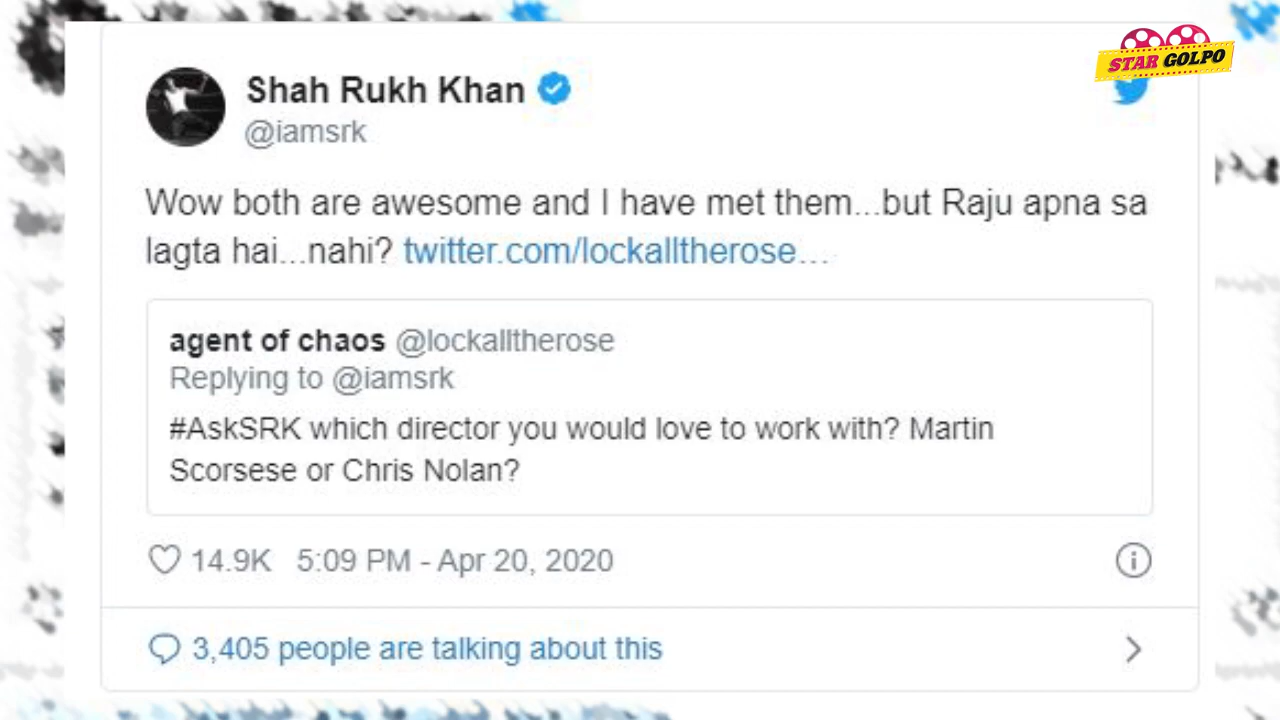 STAR GOLPO
Shah Rukh Khan
@iamsrk
Wow both are awesome and I have met them...but Raju apna sa
lagta hai...nahi? twitter.com/lockalltherose...
agent of chaos @lockalltherose
Replying to @iamsrk
#AskSRK which director you would love to work with? Martin
Scorsese or Chris Nolan?
14.9K 5:09 PM - Apr 20, 2020
3,405 people are talking about this